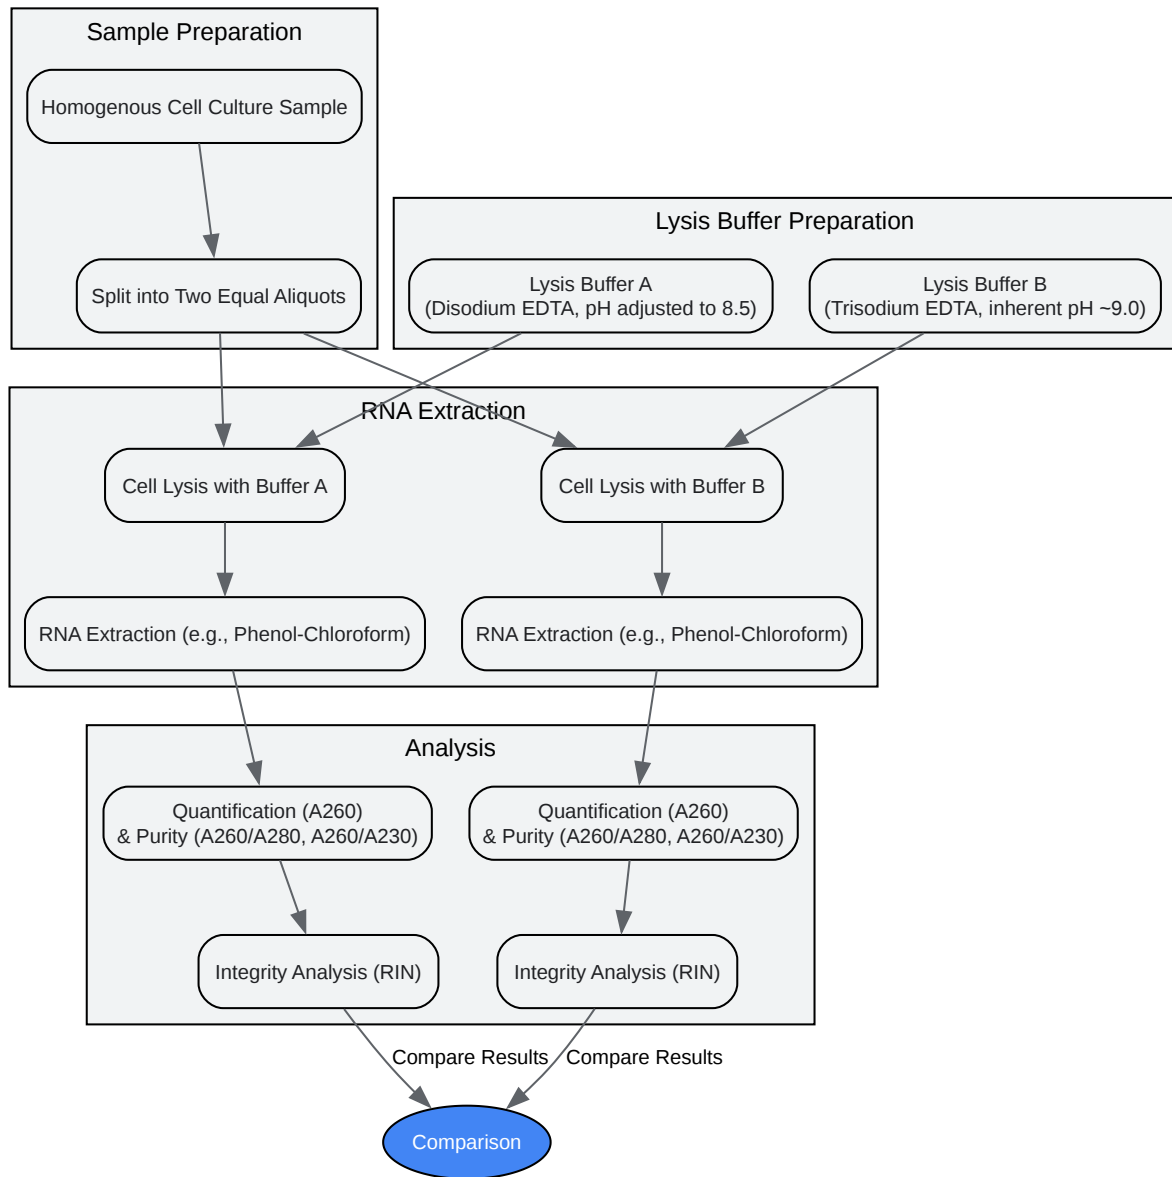 Sample Preparation
Homogenous Cell Culture Sample
Split into Two Equal Aliquots
Lysis Buffer Preparation
Lysis Buffer A
(Disodium EDTA, pH adjusted to 8.5)
Lysis Buffer B
(Trisodium EDTA, inherent pH ~9.0)
RNA Extraction
Cell Lysis with Buffer A
Cell Lysis with Buffer B
RNA Extraction (e.g., Phenol-Chloroform)
RNA Extraction (e.g., Phenol-Chloroform)
Analysis
Quantification (A260)
& Purity (A260/A280, A260/A230)
Quantification (A260)
& Purity (A260/A280, A260/A230)
Integrity Analysis (RIN)
Integrity Analysis (RIN)
Compare Results
Compare Results
Comparison